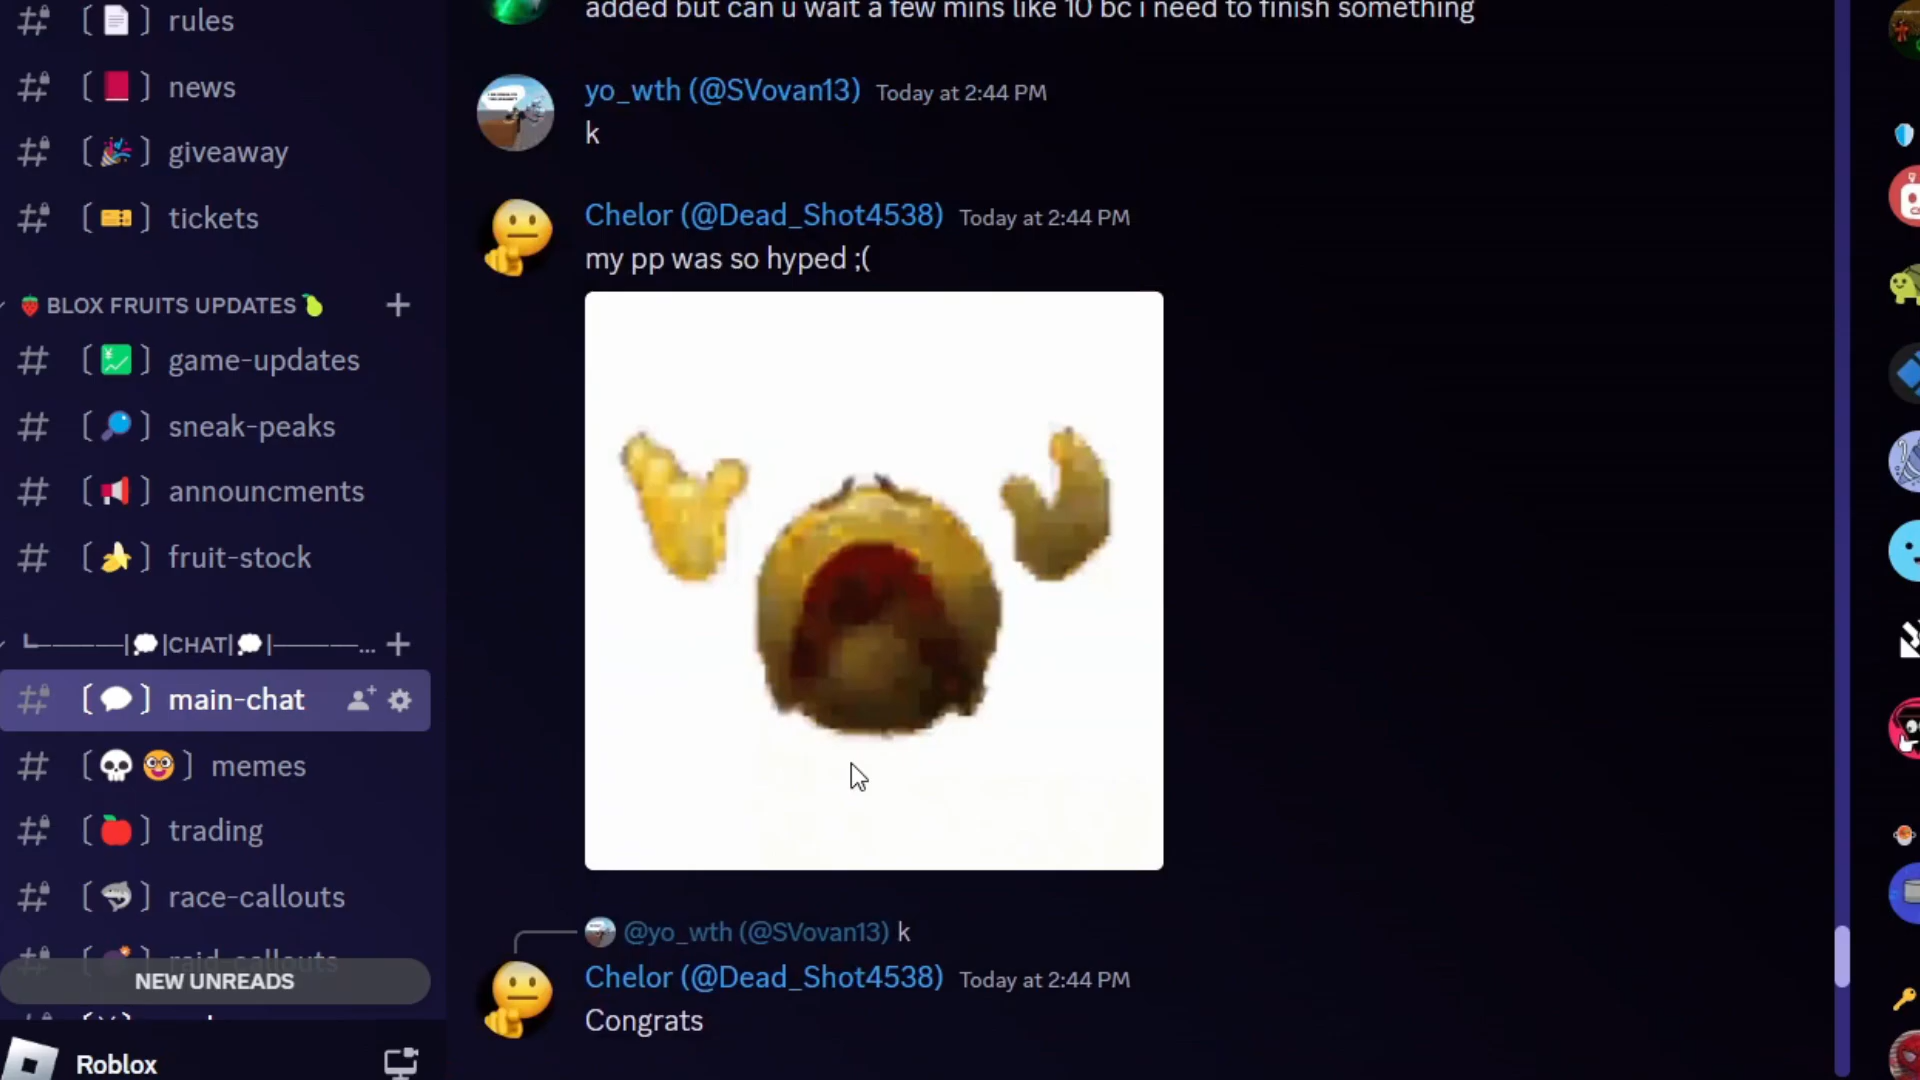 rules
news
giveaway
tickets
BLOX FRUITS UPDATES
game-updates
sneak-peaks
announcments
fruit-stock
CHAT
main-chat
memes
trading
race-callouts
raid-callouts
NEW UNREADS
Roblox
added but can u wait a few mins like 10 bc i need to finish something
yo_wth (@SVovan13) Today at 2:44 PM
k
Chelor (@Dead_Shot4538) Today at 2:44 PM
my pp was so hyped ;(
@yo_wth (@SVovan13) k
Chelor (@Dead_Shot4538) Today at 2:44 PM
Congrats